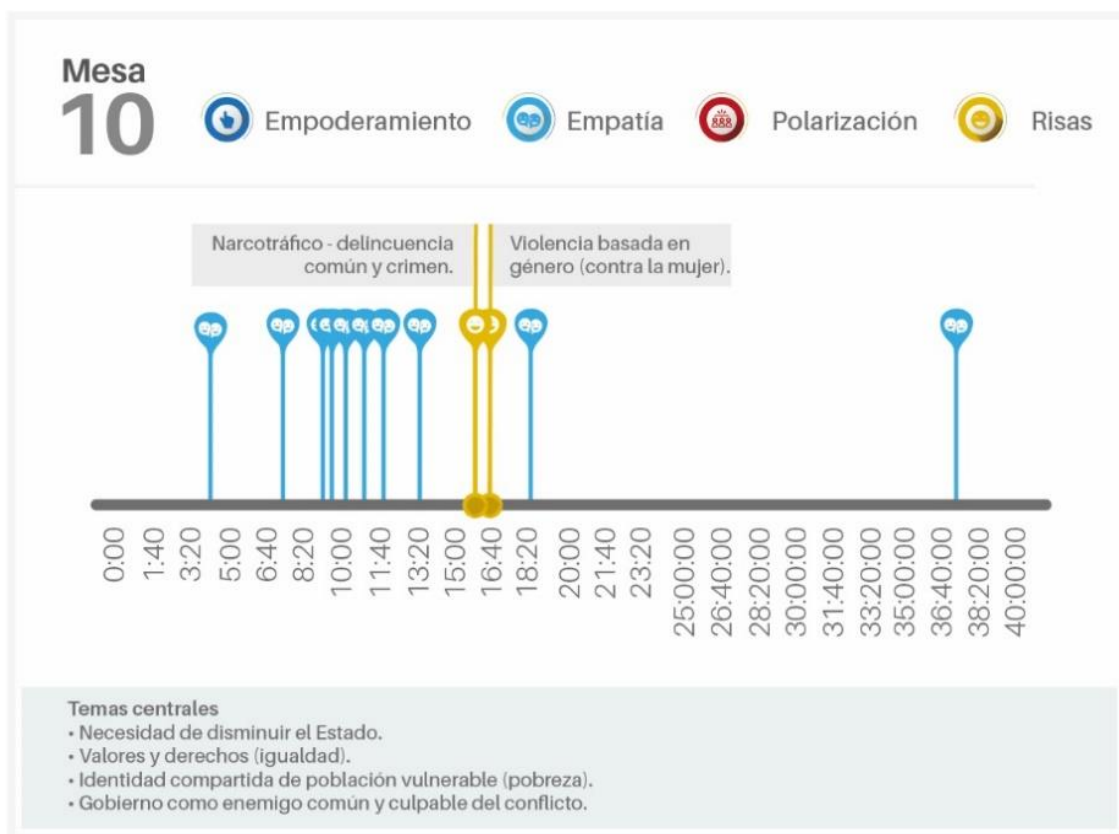 Mesa
10
Empoderamiento
Empatía
Polarización
Risas
Narcotráfico - delincuencia
común y crimen.
Violencia basada en
género (contra la mujer).
0:00
1:40
3:20
5:00
6:40
8:20
10:00
11:40
13:20
15:00
16:40
18:20
20:00
21:40
23:20
25:00:00
26:40:00
28:20:00
30:00:00
31:40:00
33:20:00
35:00:00
36:40:00
38:20:00
40:00:00
Temas centrales
• Necesidad de disminuir el Estado.
• Valores y derechos (igualdad).
• Identidad compartida de población vulnerable (pobreza).
• Gobierno como enemigo común y culpable del conflicto.